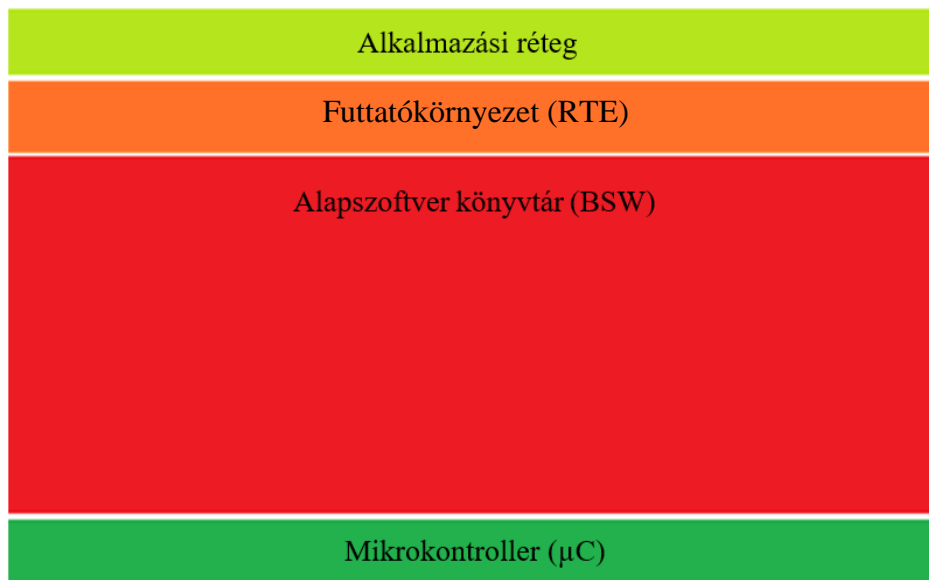 Alkalmazási réteg
Futtatókörnyezet (RTE)
Alapszoftver könyvtár (BSW)
Mikrokontroller (µC)